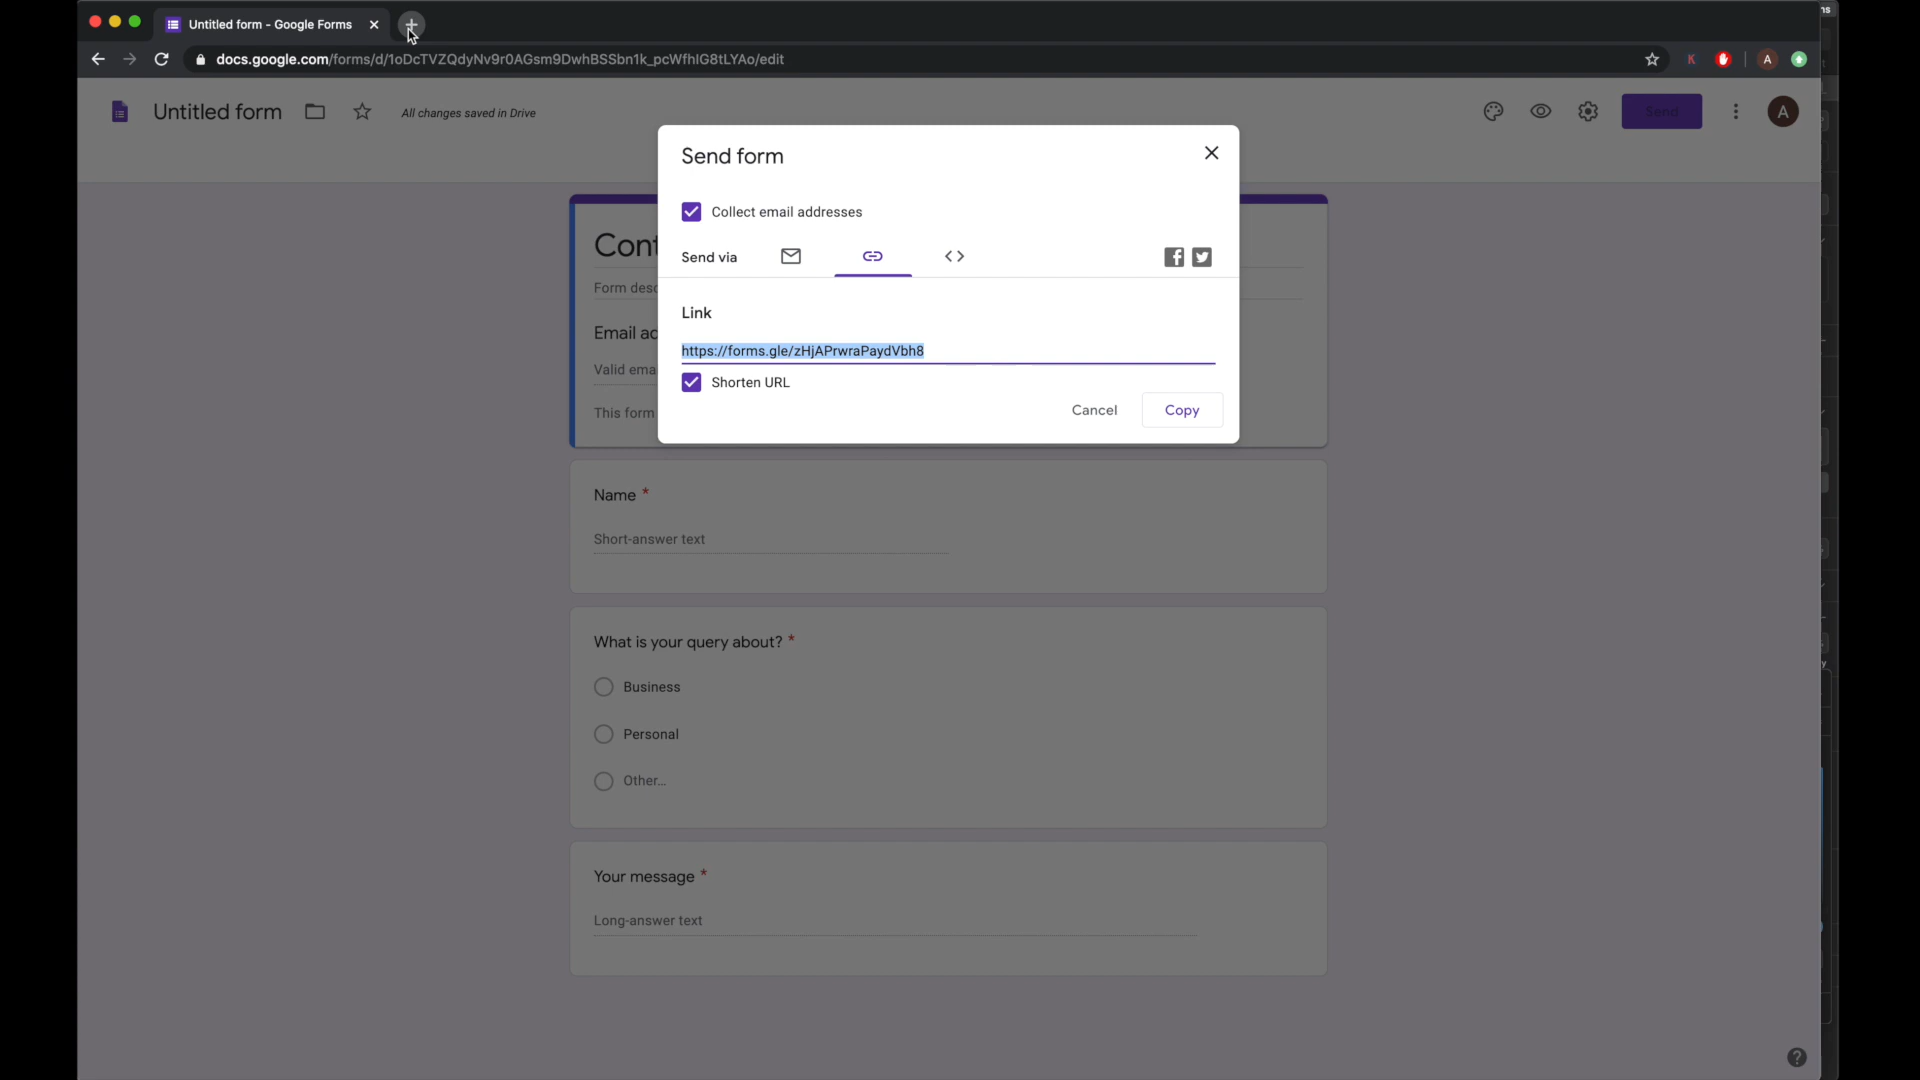 Untitled form - Google Forms
docs.google.com/forms/d/1oDcTVZQdyNv9r0AGsm9DwhBSSbn1k_pcWfhIG8tLYAo/edit
K
A
Untitled form
All changes saved in Drive
Send
A
Send form
Collect email addresses
Send via
Link
https://forms.gle/zHjAPrwraPaydVbh8
Shorten URL
Cancel
Copy
Cont
Form desc
Email ad
Valid emai
This form
Name *
Short-answer text
What is your query about? *
Business
Personal
Other...
Your message *
Long-answer text